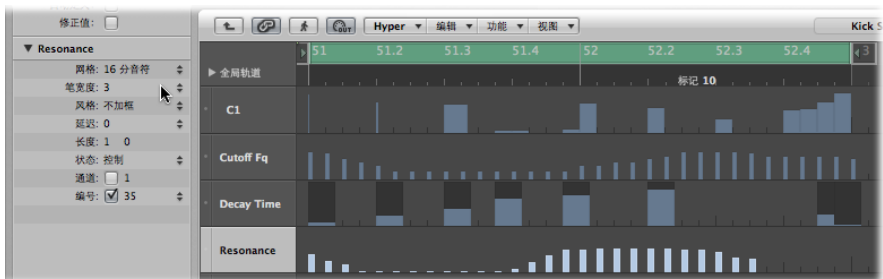 修正值:
Resonance
网格: 16 分音符
笔宽度: 3
风格: 不加框
延迟: 0
长度: 1 0
状态: 控制
通道: 1
编号: 35
OUT
Hyper 编辑 功能 视图
Kick S
51 51.2 51.3 51.4 52 52.2 52.3 52.4 3
全局轨道
标记 10
C1
Cutoff Fq
Decay Time
Resonance